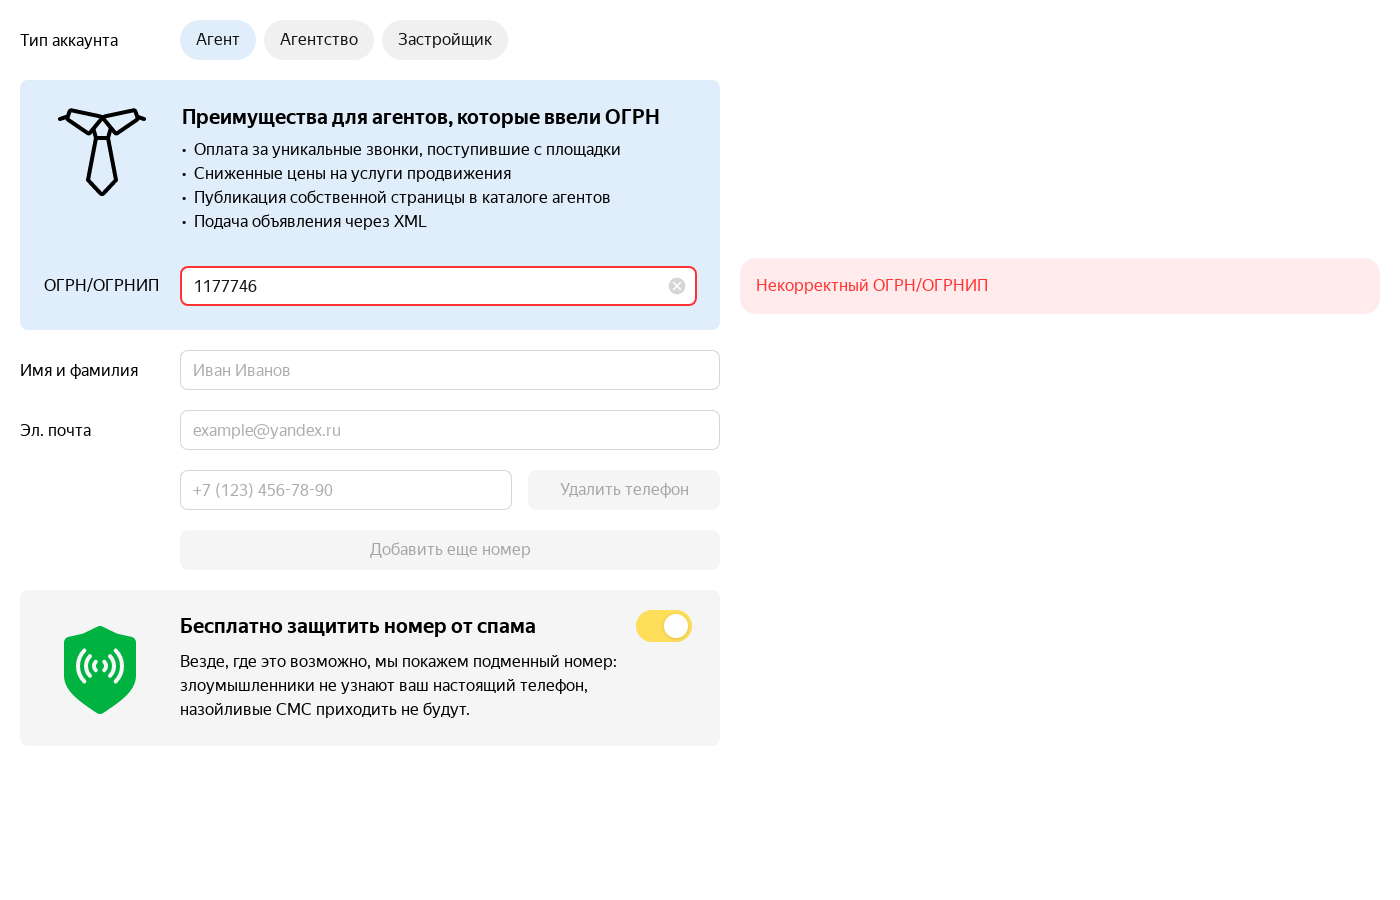 Тип аккаунта
Агент
Агентство
Застройщик
Преимущества для агентов, которые ввели ОГРН
• Оплата за уникальные звонки, поступившие с площадки
• Сниженные цены на услуги продвижения
• Публикация собственной страницы в каталоге агентов
• Подача объявления через XML
ОГРН/ОГРНИП
1177746
Некорректный ОГРН/ОГРНИП
Имя и фамилия
Иван Иванов
Эл. почта
example@yandex.ru
+7 (123) 456-78-90
Удалить телефон
Добавить еще номер
Бесплатно защитить номер от спама
Везде, где это возможно, мы покажем подменный номер:
злоумышленники не узнают ваш настоящий телефон,
назойливые СМС приходить не будут.